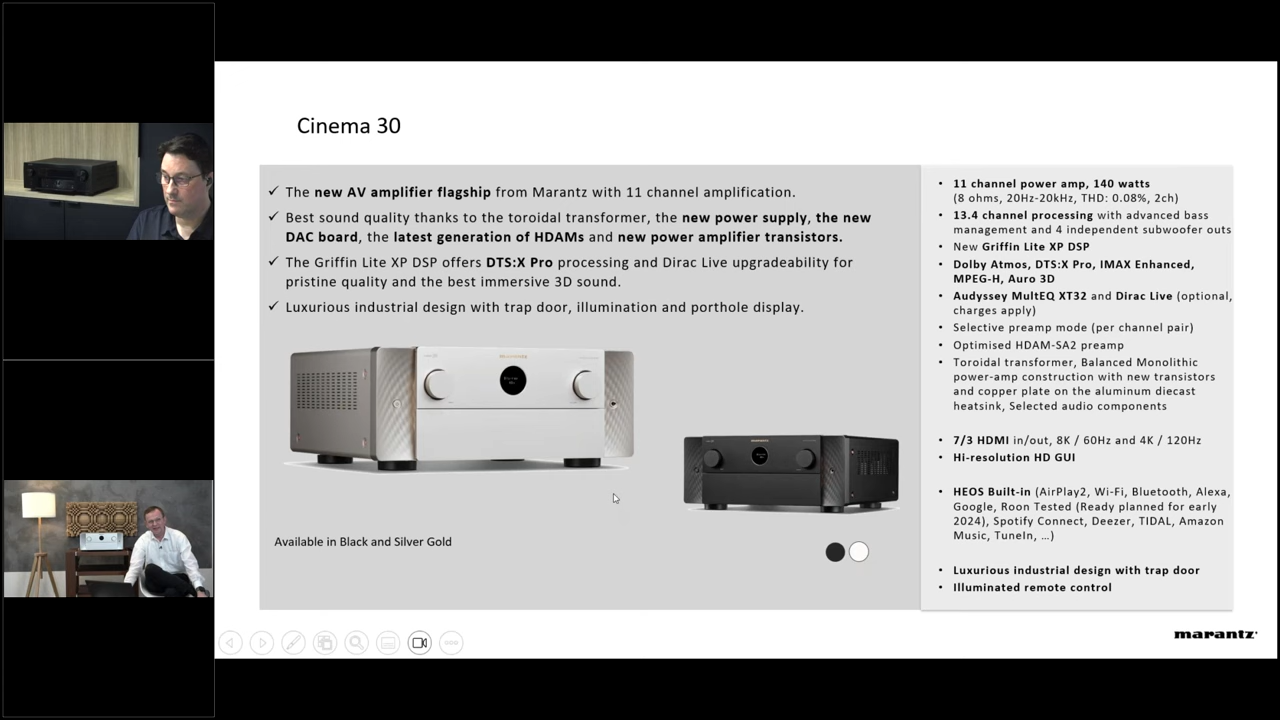 Cinema 30
✓ The new AV amplifier flagship from Marantz with 11 channel amplification.
✓ Best sound quality thanks to the toroidal transformer, the new power supply, the new
DAC board, the latest generation of HDAMs and new power amplifier transistors.
✓ The Griffin Lite XP DSP offers DTS:X Pro processing and Dirac Live upgradeability for
pristine quality and the best immersive 3D sound.
✓ Luxurious industrial design with trap door, illumination and porthole display.
Available in Black and Silver Gold
• 11 channel power amp, 140 watts
(8 ohms, 20Hz-20kHz, THD: 0.08%, 2ch)
• 13.4 channel processing with advanced bass
management and 4 independent subwoofer outs
• New Griffin Lite XP DSP
• Dolby Atmos, DTS:X Pro, IMAX Enhanced,
MPEG-H, Auro 3D
• Audyssey MultEQ XT32 and Dirac Live (optional,
charges apply)
• Selective preamp mode (per channel pair)
• Optimised HDAM-SA2 preamp
• Toroidal transformer, Balanced Monolithic
power-amp construction with new transistors
and copper plate on the aluminum diecast
heatsink, Selected audio components
• 7/3 HDMI in/out, 8K / 60Hz and 4K / 120Hz
• Hi-resolution HD GUI
• HEOS Built-in (AirPlay2, Wi-Fi, Bluetooth, Alexa,
Google, Roon Tested (Ready planned for early
2024), Spotify Connect, Deezer, TIDAL, Amazon
Music, TuneIn, …)
• Luxurious industrial design with trap door
• Illuminated remote control
marantz